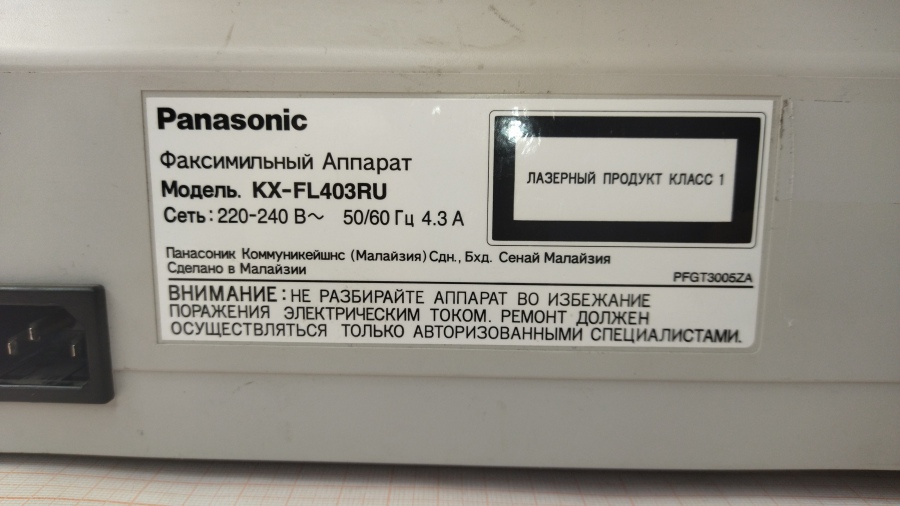 Panasonic
Факсимильный Аппарат
Модель. KX-FL403RU
Сеть: 220-240 В~ 50/60 Гц 4.3 А
ЛАЗЕРНЫЙ ПРОДУКТ КЛАСС 1
Панасоник Коммуникейшнс (Малайзия) Сдн., Бхд. Сенай Малайзия
Сделано в Малайзии
PFGT3005ZA
ВНИМАНИЕ: НЕ РАЗБИРАЙТЕ АППАРАТ ВО ИЗБЕЖАНИЕ
ПОРАЖЕНИЯ ЭЛЕКТРИЧЕСКИМ ТОКОМ. РЕМОНТ ДОЛЖЕН
ОСУЩЕСТВЛЯТЬСЯ ТОЛЬКО АВТОРИЗОВАННЫМИ СПЕЦИАЛИСТАМИ.